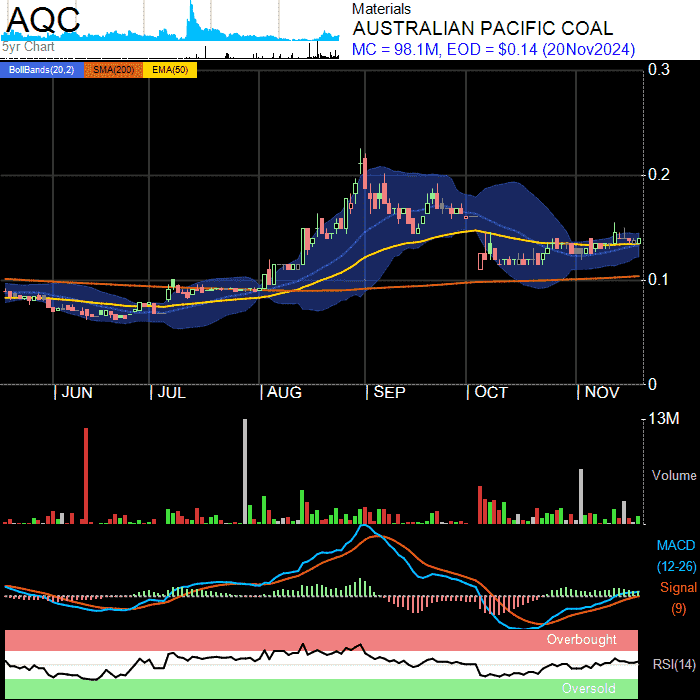 AQC
5yr Chart
Materials
AUSTRALIAN PACIFIC COAL
MC = 98.1M, EOD = $0.14 (20Nov2024)
BollBands(20,2) SMA(200) EMA(50)
0.3
0.2
0.1
0
JUN JUL AUG SEP OCT NOV
13M
Volume
MACD
(12-26)
Signal
(9)
Overbought
RSI(14)
Oversold